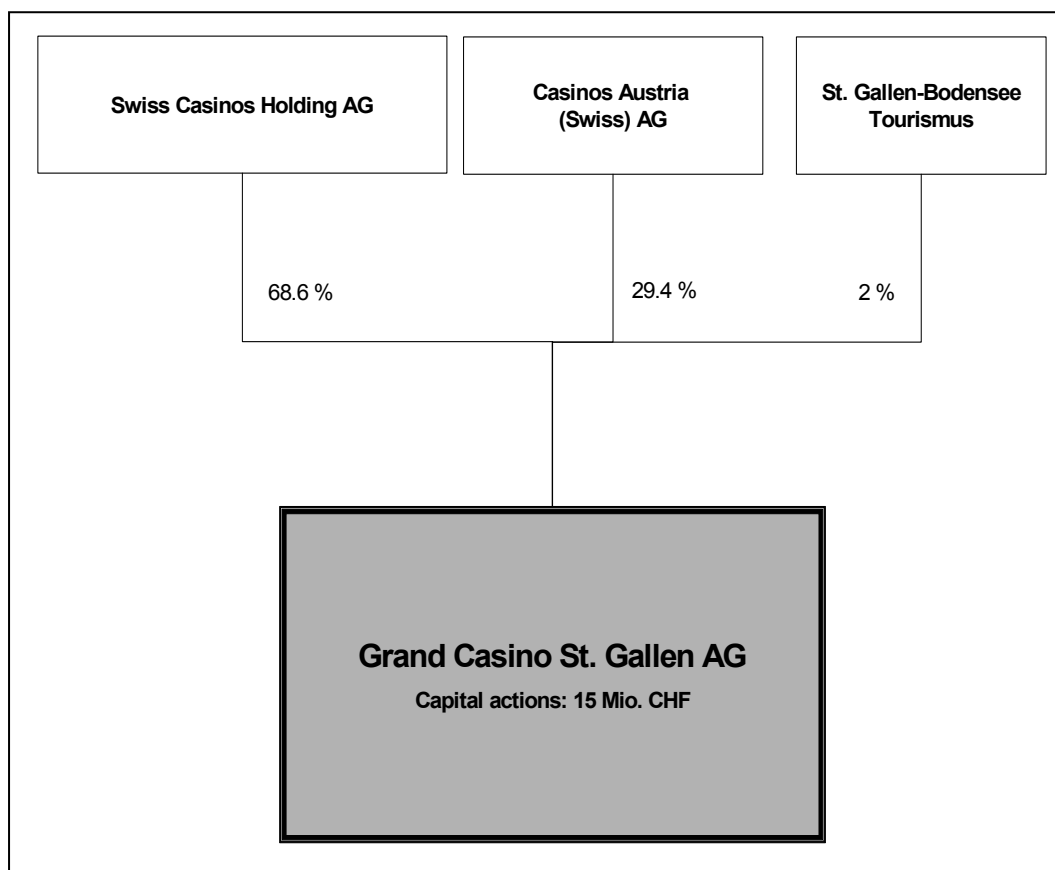 Swiss Casinos Holding AG
Casinos Austria
(Swiss) AG
St. Gallen-Bodensee
Tourismus
68.6 %
29.4 %
2 %
Grand Casino St. Gallen AG
Capital actions: 15 Mio. CHF